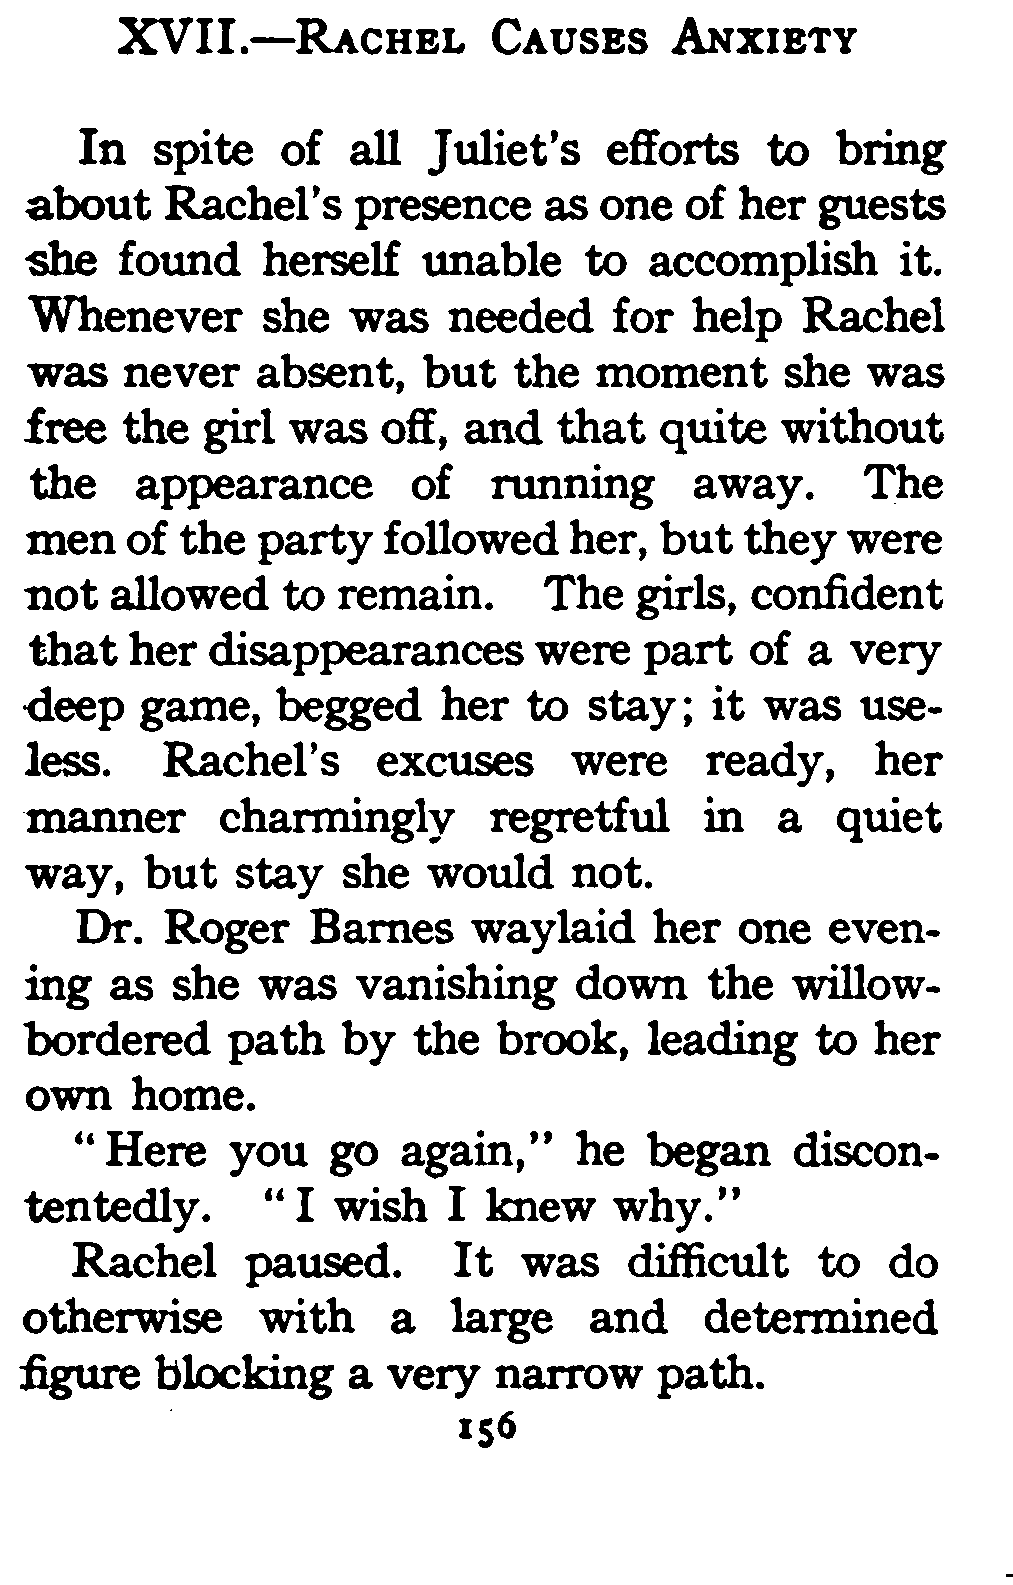 XVII.—Rachel Causes Anxiety
In spite of all Juliet's efforts to bring
about Rachel's presence as one of her guests
she found herself unable to accomplish it.
Whenever she was needed for help Rachel
was never absent, but the moment she was
free the girl was off, and that quite without
the appearance of running away. The
men of the party followed her, but they were
not allowed to remain. The girls, confident
that her disappearances were part of a very
deep game, begged her to stay; it was use-
less. Rachel's excuses were ready, her
manner charmingly regretful in a quiet
way, but stay she would not.
Dr. Roger Barnes waylaid her one even-
ing as she was vanishing down the willow-
bordered path by the brook, leading to her
own home.
"Here you go again," he began discon-
tentedly. "I wish I knew why."
Rachel paused. It was difficult to do
otherwise with a large and determined
figure blocking a very narrow path.
156